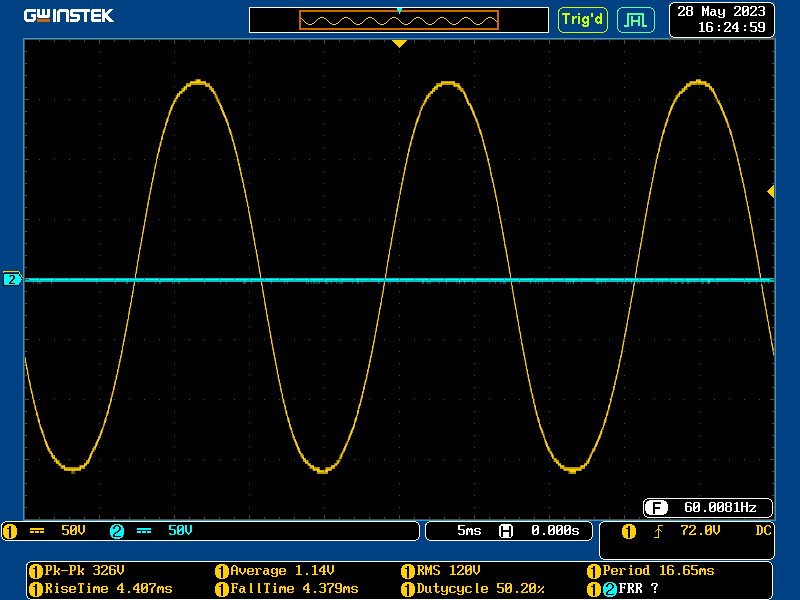 GWINSTEK Trig'd 28 May 2023
16:24:59
2
F 60.0081Hz
1 50V 2 50V 5ms H 0.000s 1 72.0V DC
1 Pk-Pk 326V 1 Average 1.14V 1 RMS 120V 1 Period 16.65ms
1 RiseTime 4.407ms 1 FallTime 4.379ms 1 Dutycycle 50.20% 1 2 FRR ?